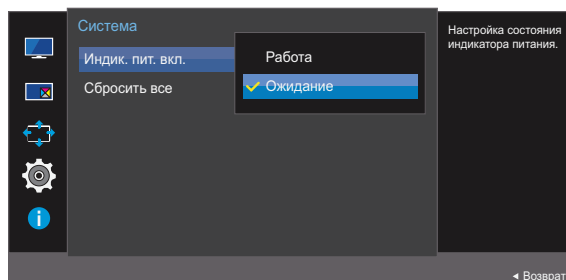 Система
Индик. пит. вкл.
Сбросить все
Работа
Ожидание
Настройка состояния
индикатора питания.
◄ Возврат